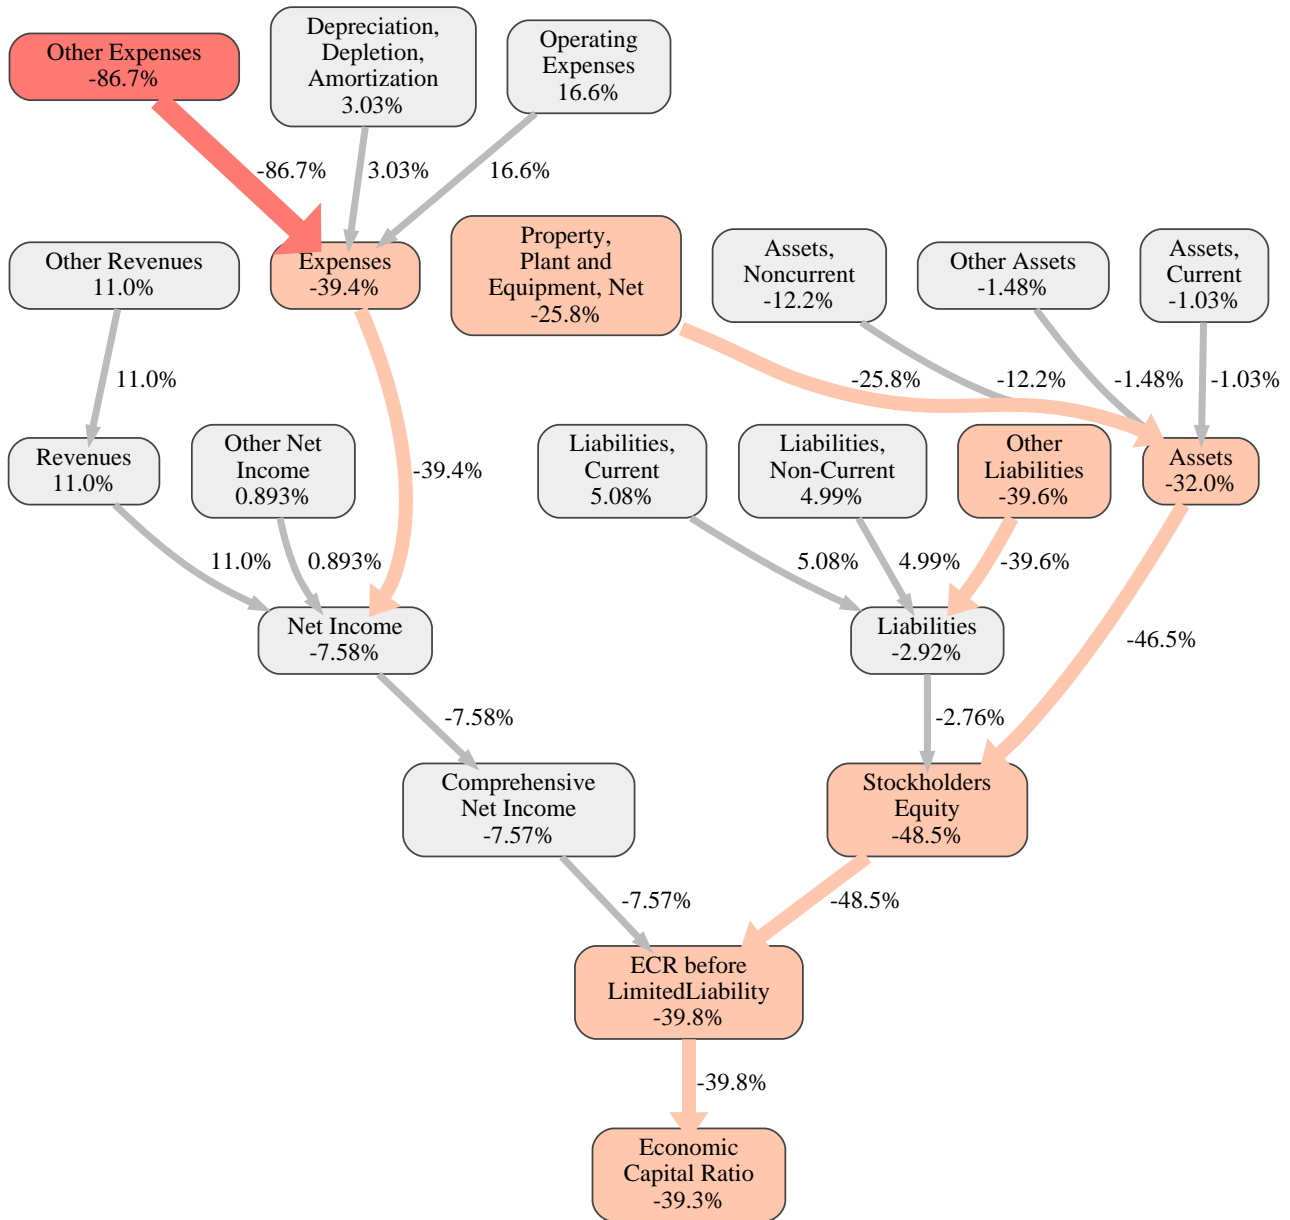 Other Expenses
-86.7%
Depreciation,
Depletion,
Amortization
3.03%
Operating
Expenses
16.6%
-86.7%
3.03%
16.6%
Other Revenues
11.0%
Expenses
-39.4%
Property,
Plant and
Equipment, Net
-25.8%
Assets,
Noncurrent
-12.2%
Other Assets
-1.48%
Assets,
Current
-1.03%
11.0%
-39.4%
-25.8%
-12.2%
-1.48%
-1.03%
Revenues
11.0%
Other Net
Income
0.893%
Liabilities,
Current
5.08%
Liabilities,
Non-Current
4.99%
Other
Liabilities
-39.6%
Assets
-32.0%
11.0%
0.893%
5.08%
4.99%
-39.6%
-46.5%
Net Income
-7.58%
Liabilities
-2.92%
-7.58%
-2.76%
Comprehensive
Net Income
-7.57%
Stockholders
Equity
-48.5%
-7.57%
-48.5%
ECR before
LimitedLiability
-39.8%
-39.8%
Economic
Capital Ratio
-39.3%